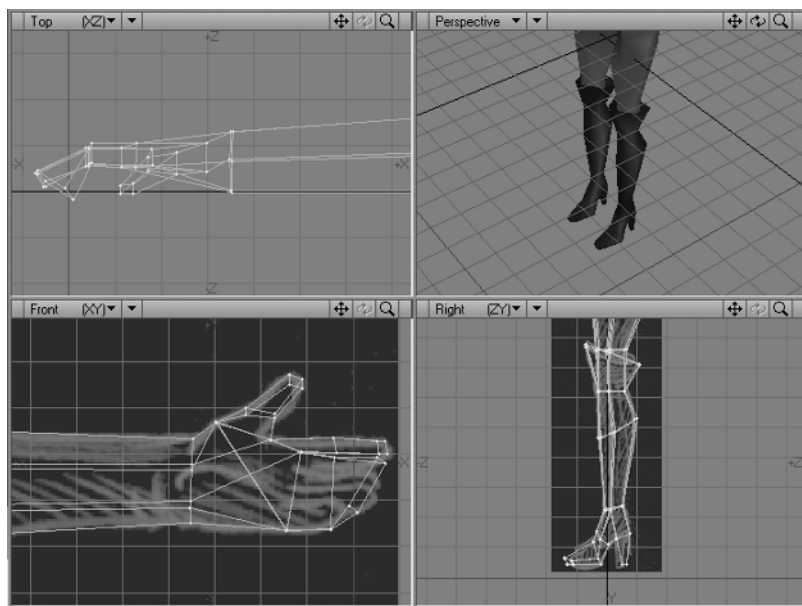 Top (XZ)
Perspective
+Z
-X
+X
-Z
Front (XY)
Right (ZY)
+Y
-X
-Z
+Z
-Y